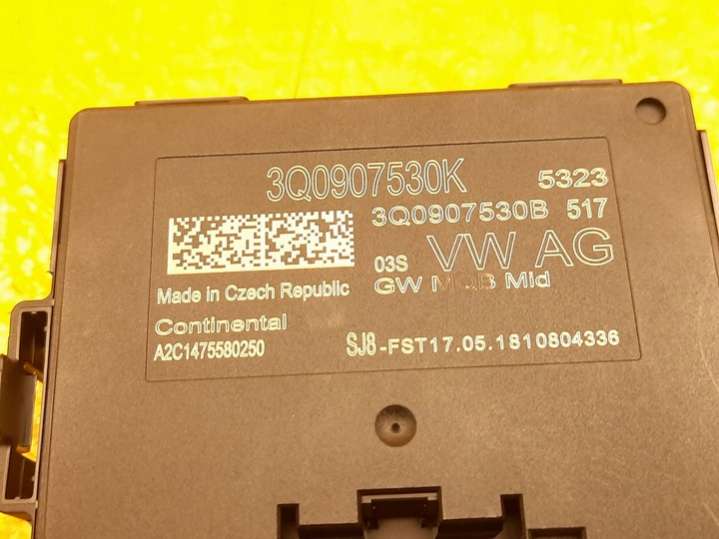 3Q0907530K 5323
3Q0907530B 517
03S VW AG
GW MQB Mid
Made in Czech Republic
Continental
A2C1475580250 SJ8-FST17.05.1810804336